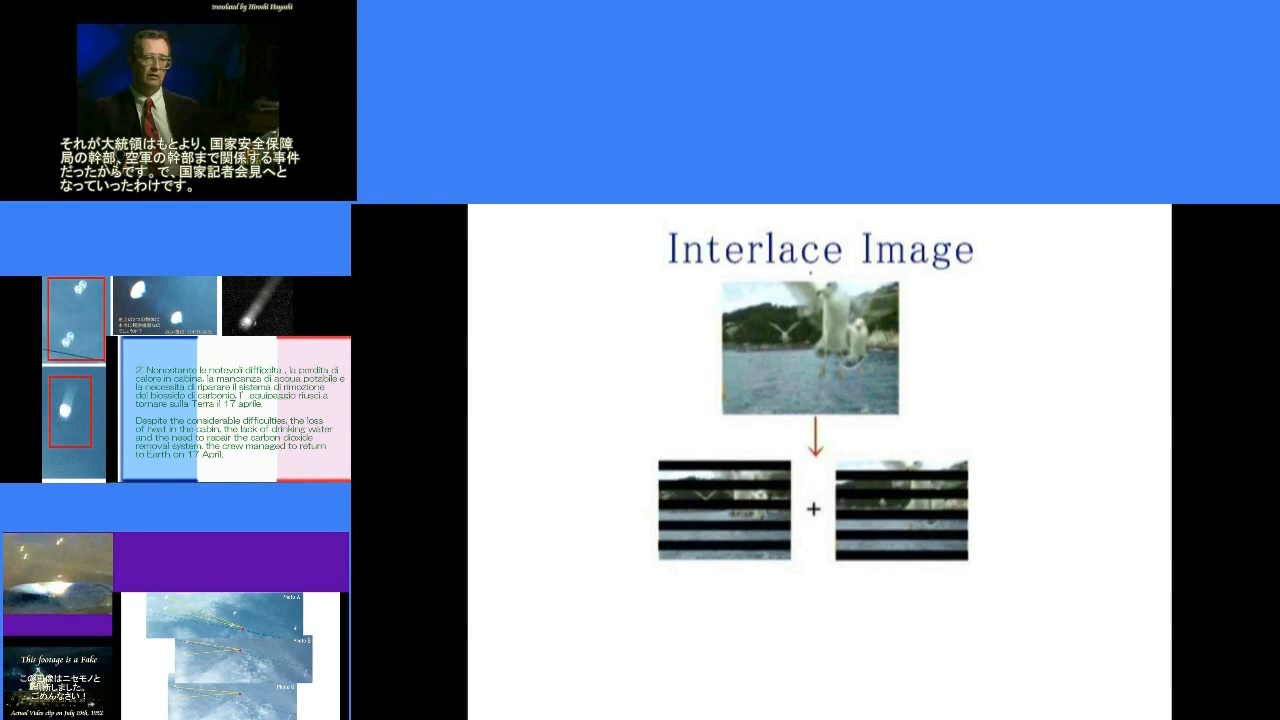 translated by Hiroshi Hayashi
それが大統領はもとより、国家安全保障
局の幹部、空軍の幹部まで関係する事件
だったからです。で、国家記者会見へと
なっていったわけです。
Interlace Image
+
2: Nonostante le notevoli difficolta , la perdita di
calore in cabina, la mancanza di acqua potabile e
la necessita di riparare il sistema di rimozione
del biossido di carbonio, l' equipaggio riusci a
tornare sulla Terra il 17 aprile.
Despite the considerable difficulties, the loss
of heat in the cabin, the lack of drinking water
and the need to repair the carbon dioxide
removal system, the crew managed to return
to Earth on 17 April.
Photo A
Photo B
Photo C
This footage is a Fake
この映像はニセモノと
判断しました。
ごめんなさい！
Actual Video clip on July 19th, 1952